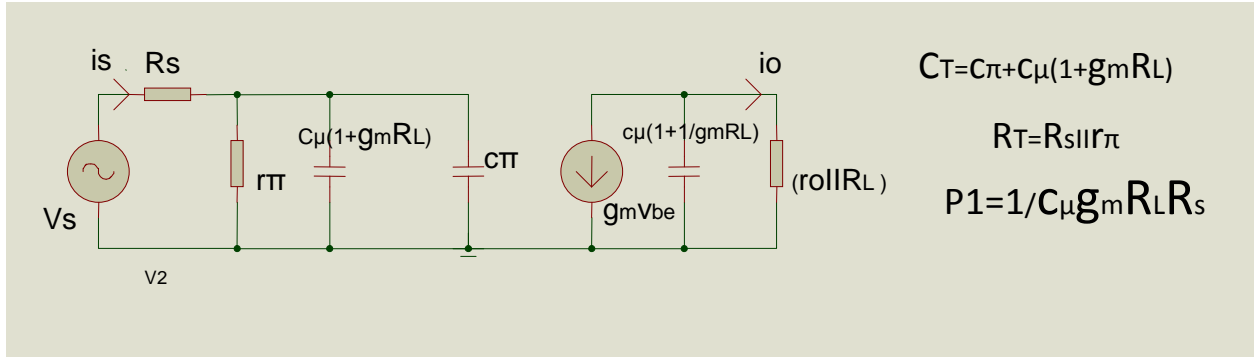 is
Rs
io
CT=cπ+cμ(1+gmRL)
Cμ(1+gmRL)
cμ(1+1/gmRL)
RT=RsIIrπ
cπ
rπ
(roIIRL)
Vs
gmvbe
P1=1/cμgmRLRs
V2